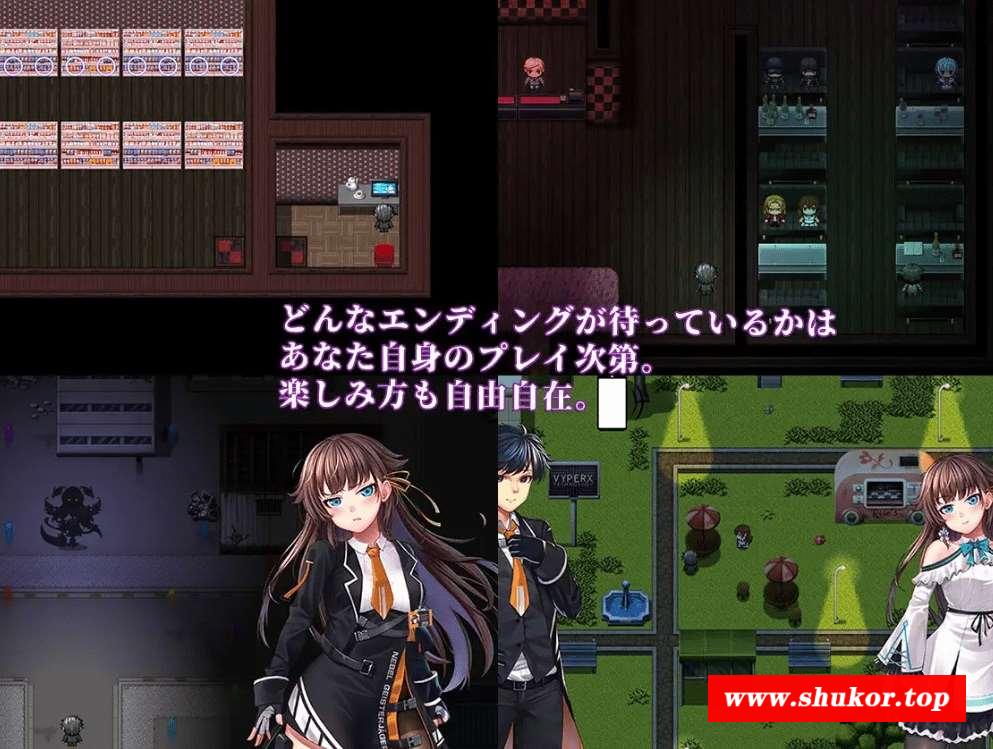 どんなエンディングが待っているかは
あなた自身のプレイ次第。
楽しみ方も自由自在。
VYPERX
NEBEL GEISTERJÄGER
www.shukor.top